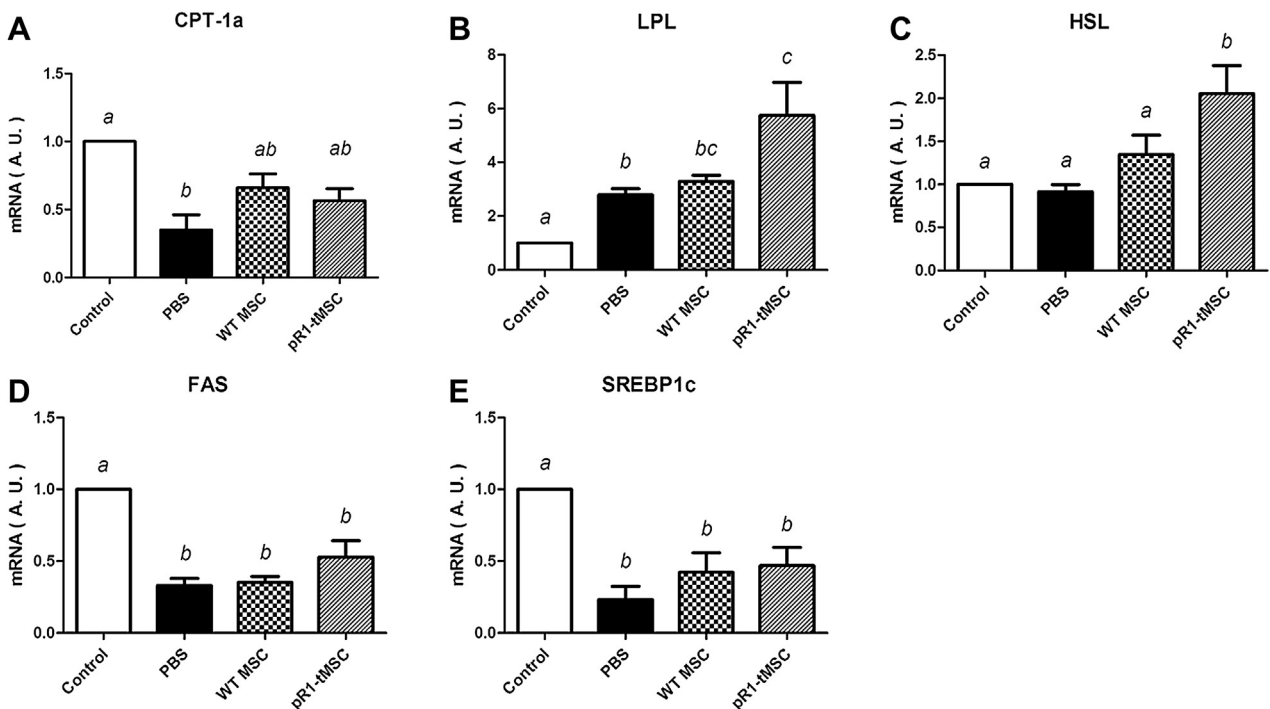 A
CPT-1a
mRNA ( A. U. )
1.5
1.0
0.5
0.0
a
b
ab
ab
Control
PBS
WT MSC
pR1-tMSC
B
LPL
mRNA ( A. U. )
8
6
4
2
0
a
b
bc
c
Control
PBS
WT MSC
pR1-tMSC
C
HSL
mRNA ( A. U. )
2.5
2.0
1.5
1.0
0.5
0.0
a
a
a
b
Control
PBS
WT MSC
pR1-tMSC
D
FAS
mRNA ( A. U. )
1.5
1.0
0.5
0.0
a
b
b
b
Control
PBS
WT MSC
pR1-tMSC
E
SREBP1c
mRNA ( A. U. )
1.5
1.0
0.5
0.0
a
b
b
b
Control
PBS
WT MSC
pR1-tMSC